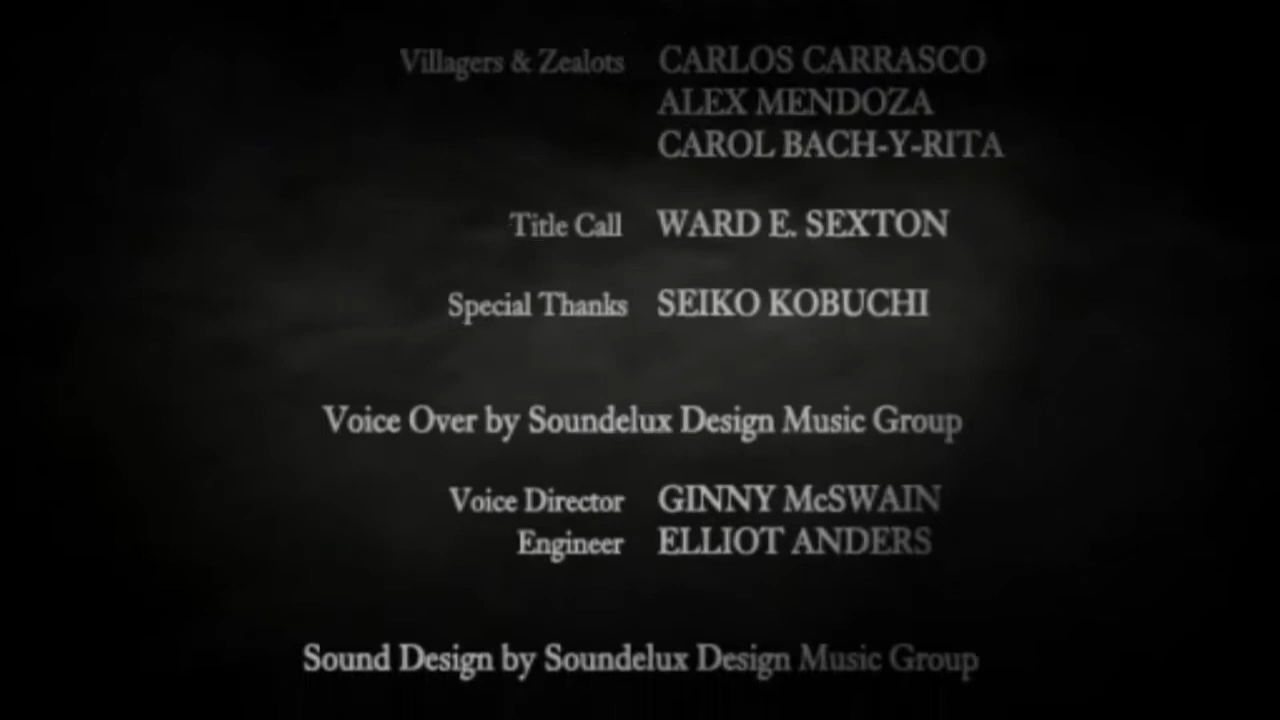 Villagers & Zealots CARLOS CARRASCO
ALEX MENDOZA
CAROL BACH-Y-RITA
Title Call WARD E. SEXTON
Special Thanks SEIKO KOBUCHI
Voice Over by Soundelux Design Music Group
Voice Director GINNY McSWAIN
Engineer ELLIOT ANDERS
Sound Design by Soundelux Design Music Group